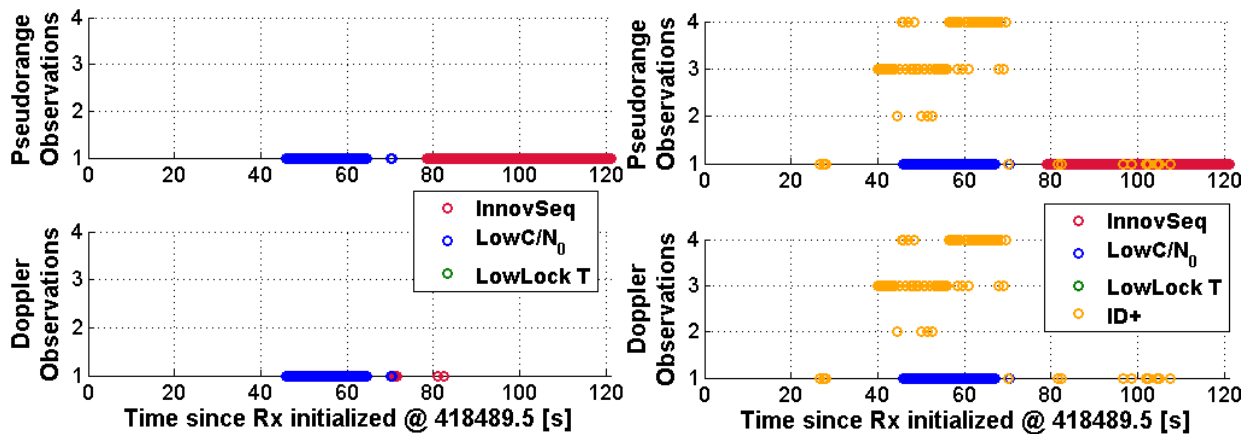 Pseudorange
Observations
4
3
2
1
0 20 40 60 80 100 120
InnovSeq
LowC/N0
LowLock T
Doppler
Observations
4
3
2
1
0 20 40 60 80 100 120
Time since Rx initialized @ 418489.5 [s]
Pseudorange
Observations
4
3
2
1
0 20 40 60 80 100 120
InnovSeq
LowC/N0
LowLock T
ID+
Doppler
Observations
4
3
2
1
0 20 40 60 80 100 120
Time since Rx initialized @ 418489.5 [s]